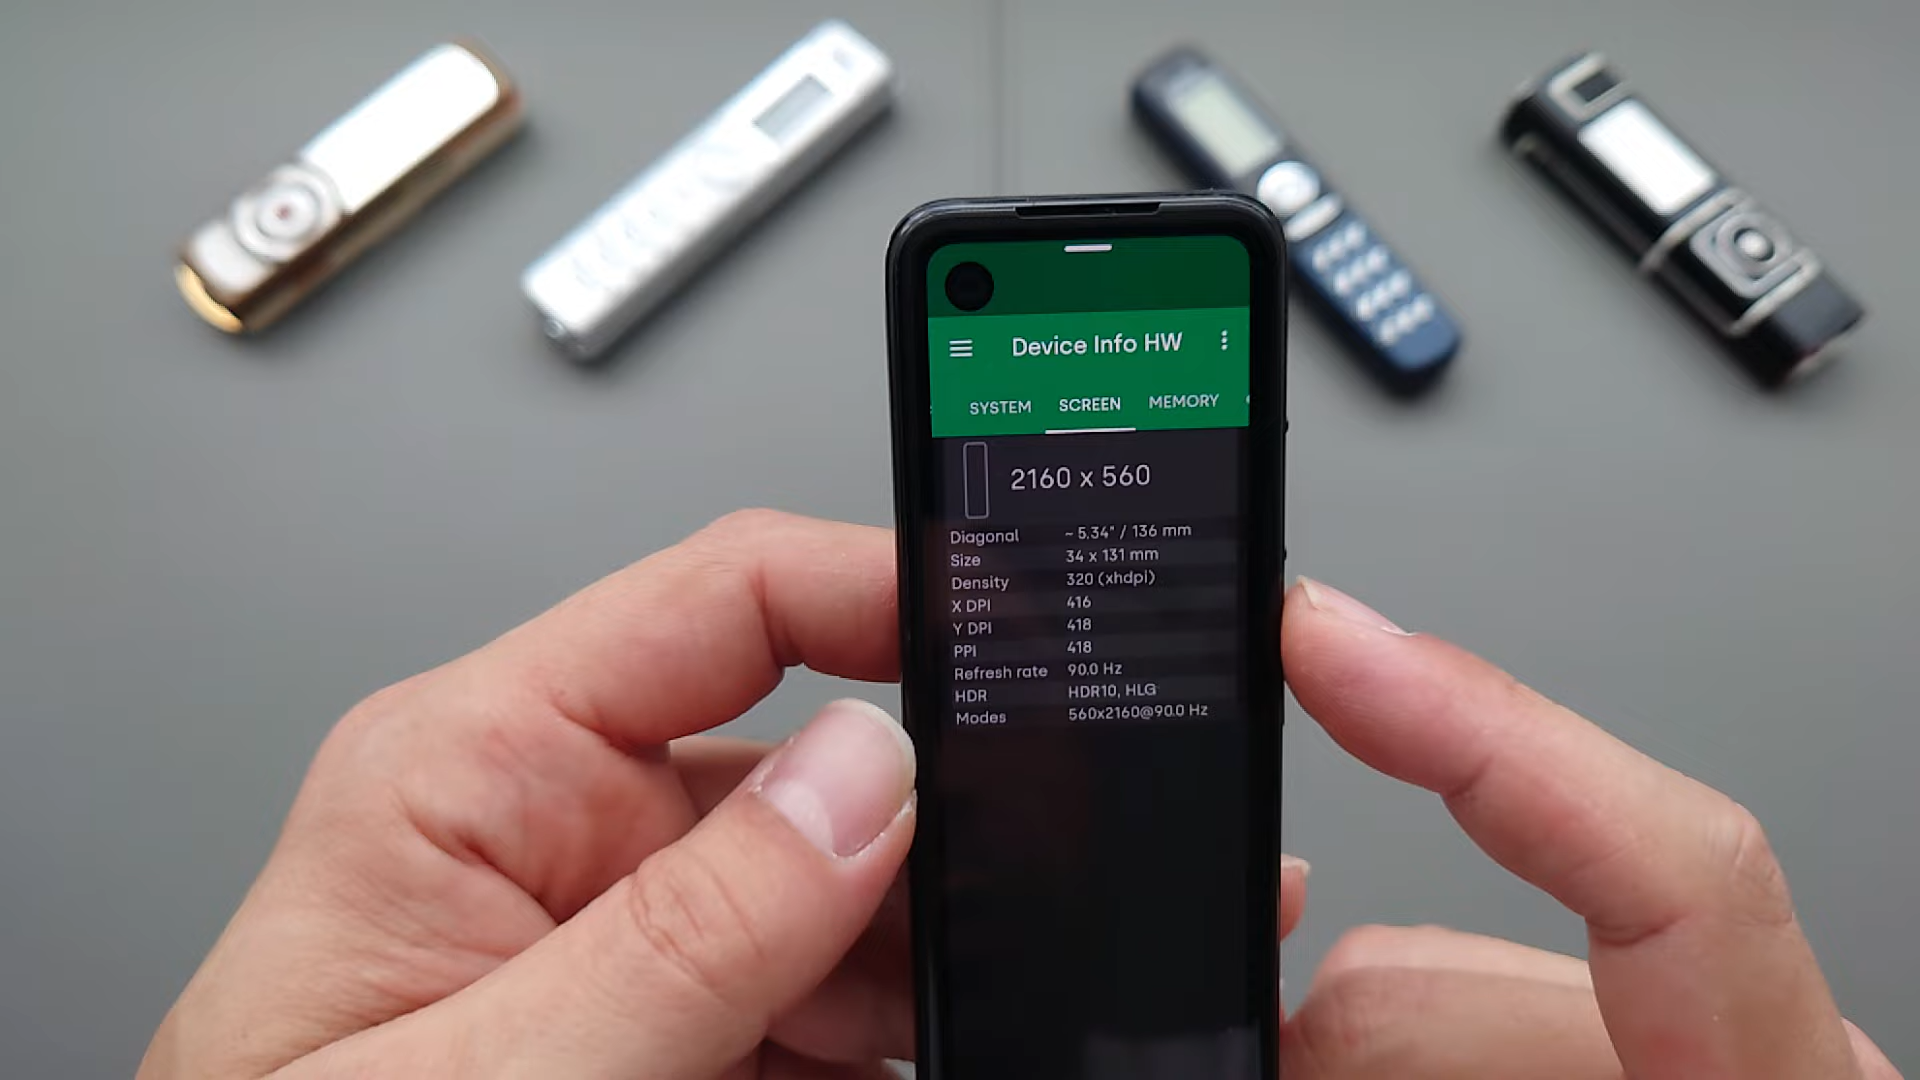 Device Info HW
SYSTEM SCREEN MEMORY
2160 x 560
Diagonal ~ 5.34" / 136 mm
Size 34 x 131 mm
Density 320 (xhdpi)
X DPI 416
Y DPI 418
PPI 418
Refresh rate 90.0 Hz
HDR HDR10, HLG
Modes 560x2160@90.0 Hz